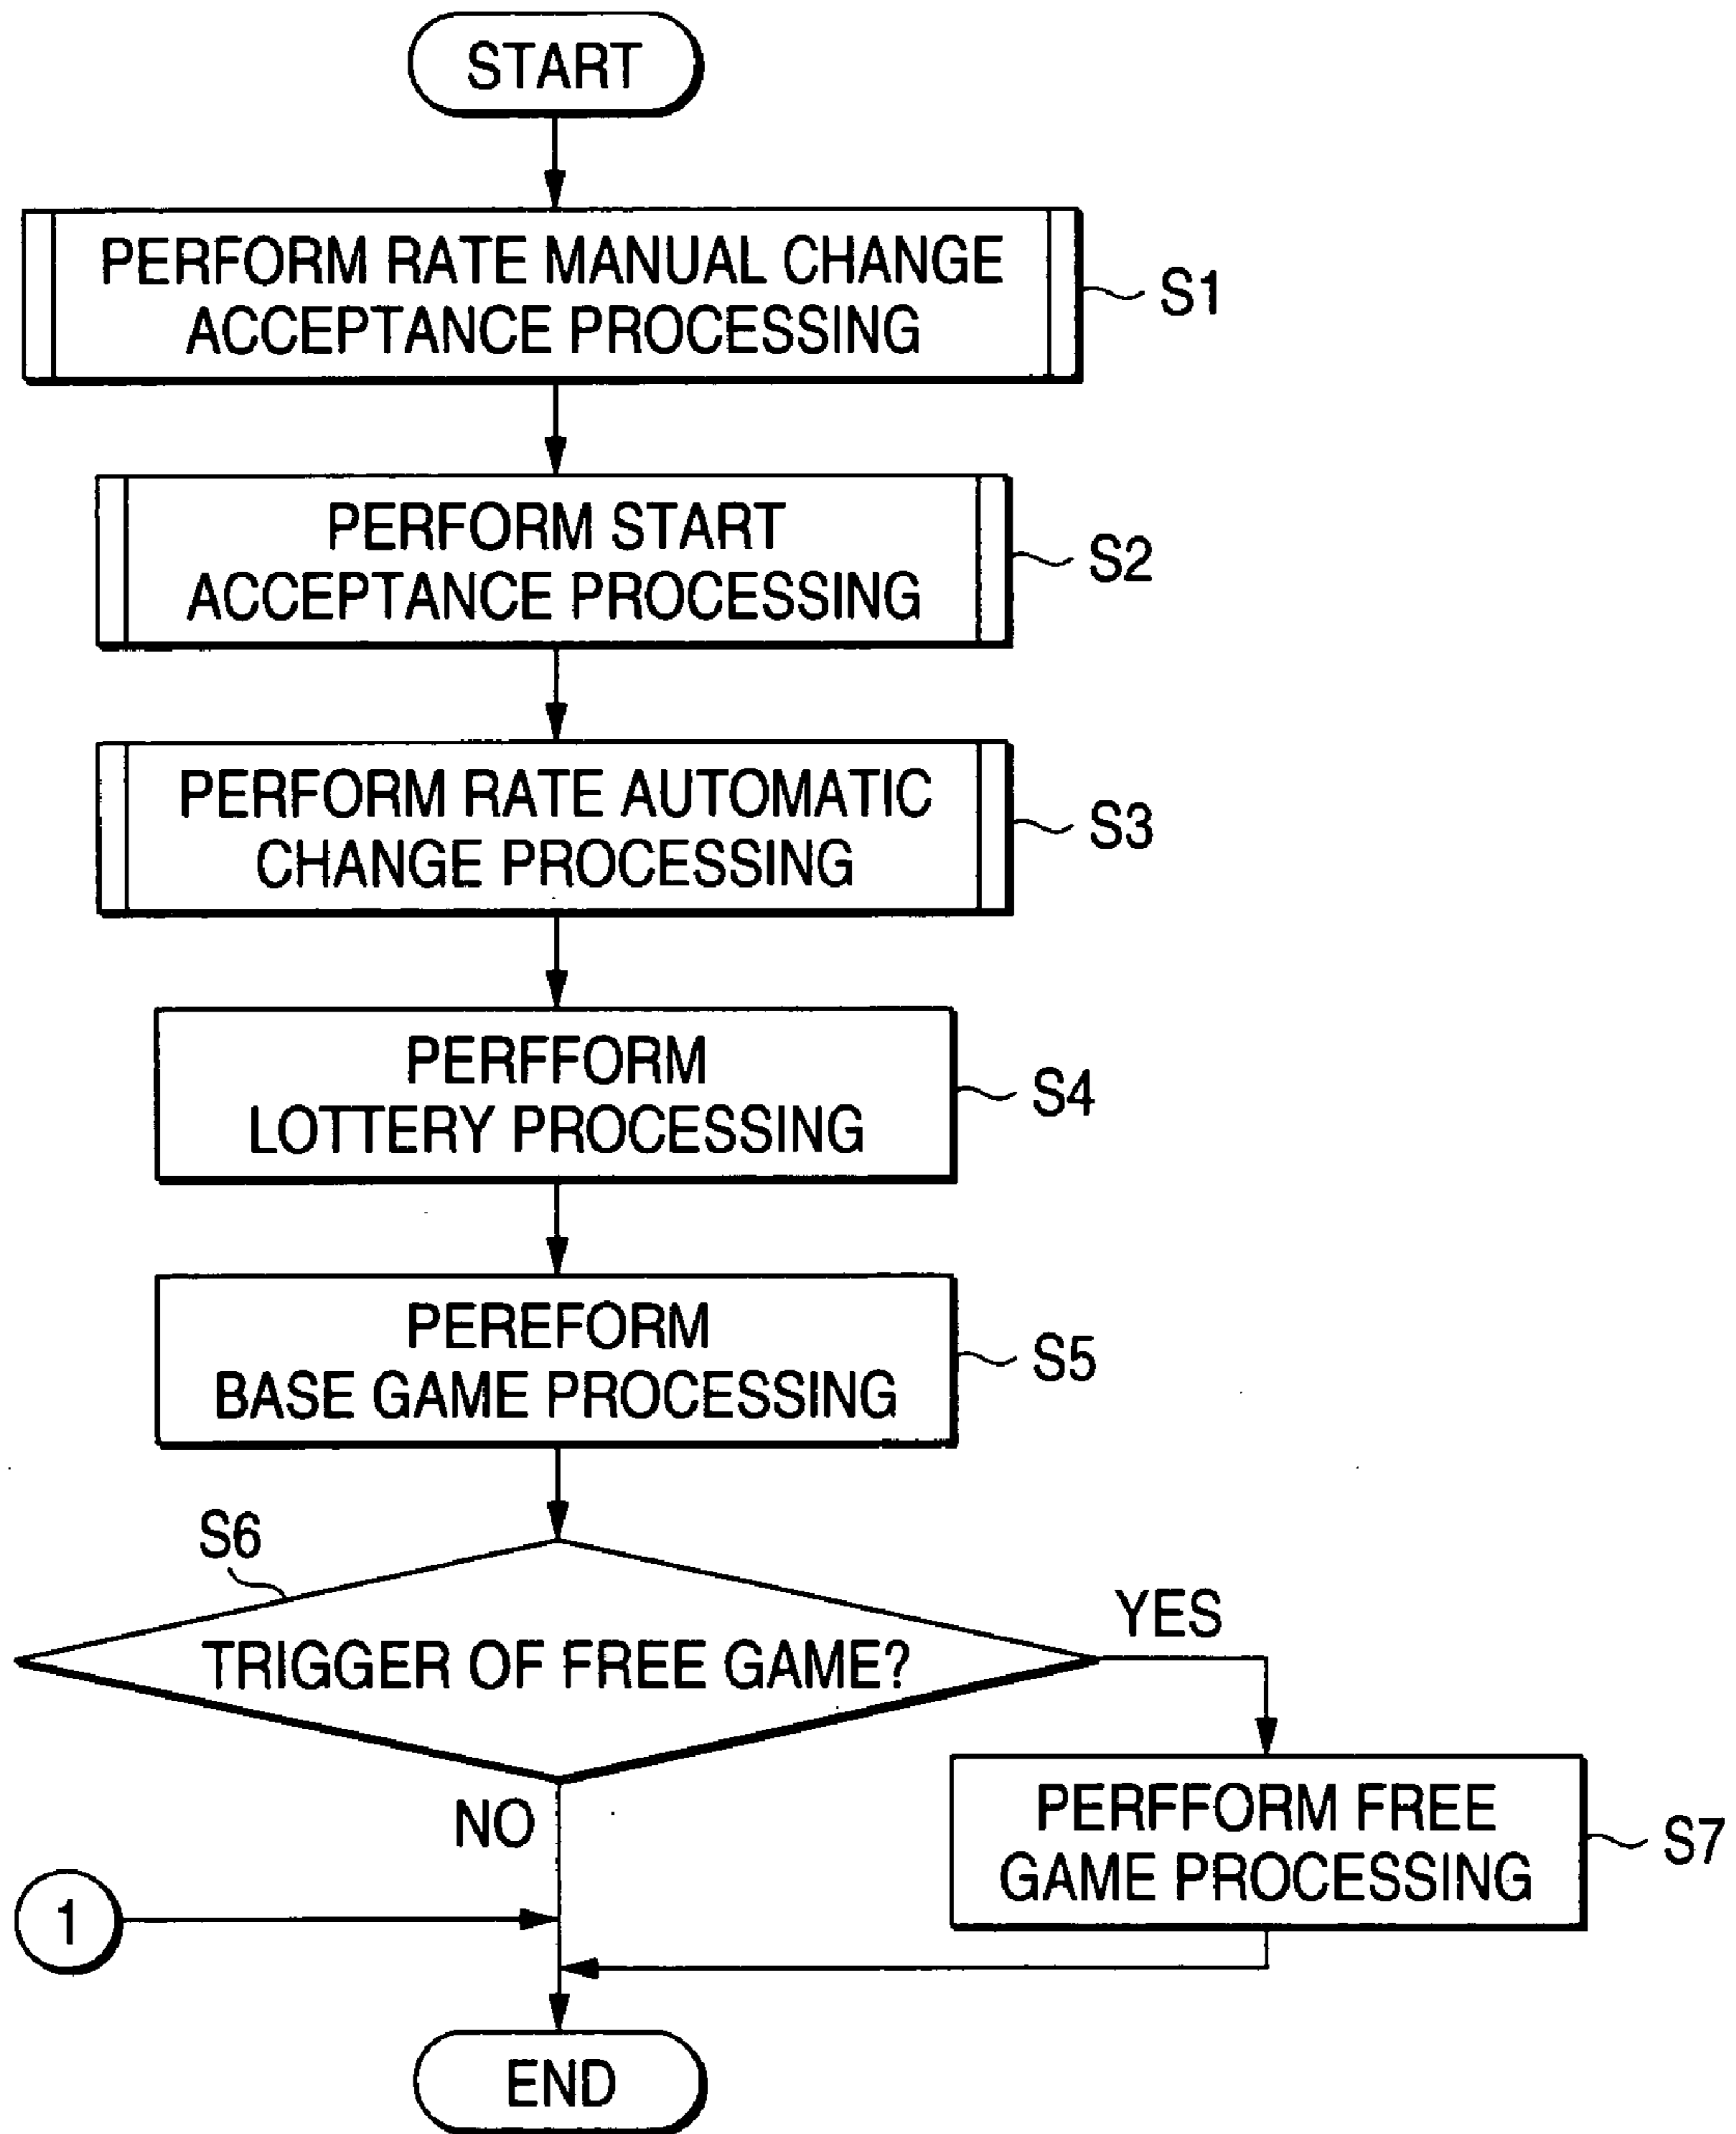 START
PERFORM RATE MANUAL CHANGE
ACCEPTANCE PROCESSING
S1
PERFORM START
ACCEPTANCE PROCESSING
S2
PERFORM RATE AUTOMATIC
CHANGE PROCESSING
S3
PERFFORM
LOTTERY PROCESSING
S4
PEREFORM
BASE GAME PROCESSING
S5
S6
TRIGGER OF FREE GAME?
YES
NO
PERFFORM FREE
GAME PROCESSING
S7
1
END